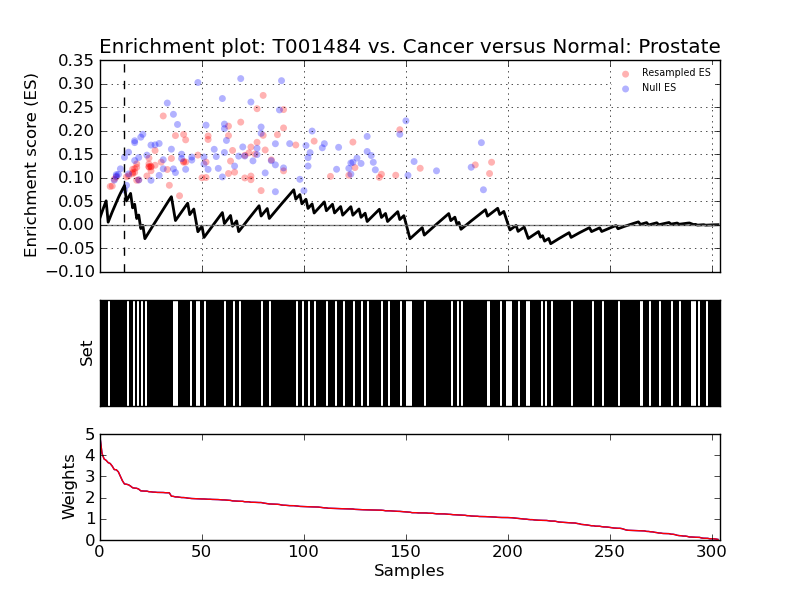 Enrichment plot: T001484 vs. Cancer versus Normal: Prostate
0.35
0.30
0.25
0.20
0.15
0.10
0.05
0.00
−0.05
−0.10
Enrichment score (ES)
Resampled ES
Null ES
Set
5
4
3
2
1
0
Weights
0 50 100 150 200 250 300
Samples